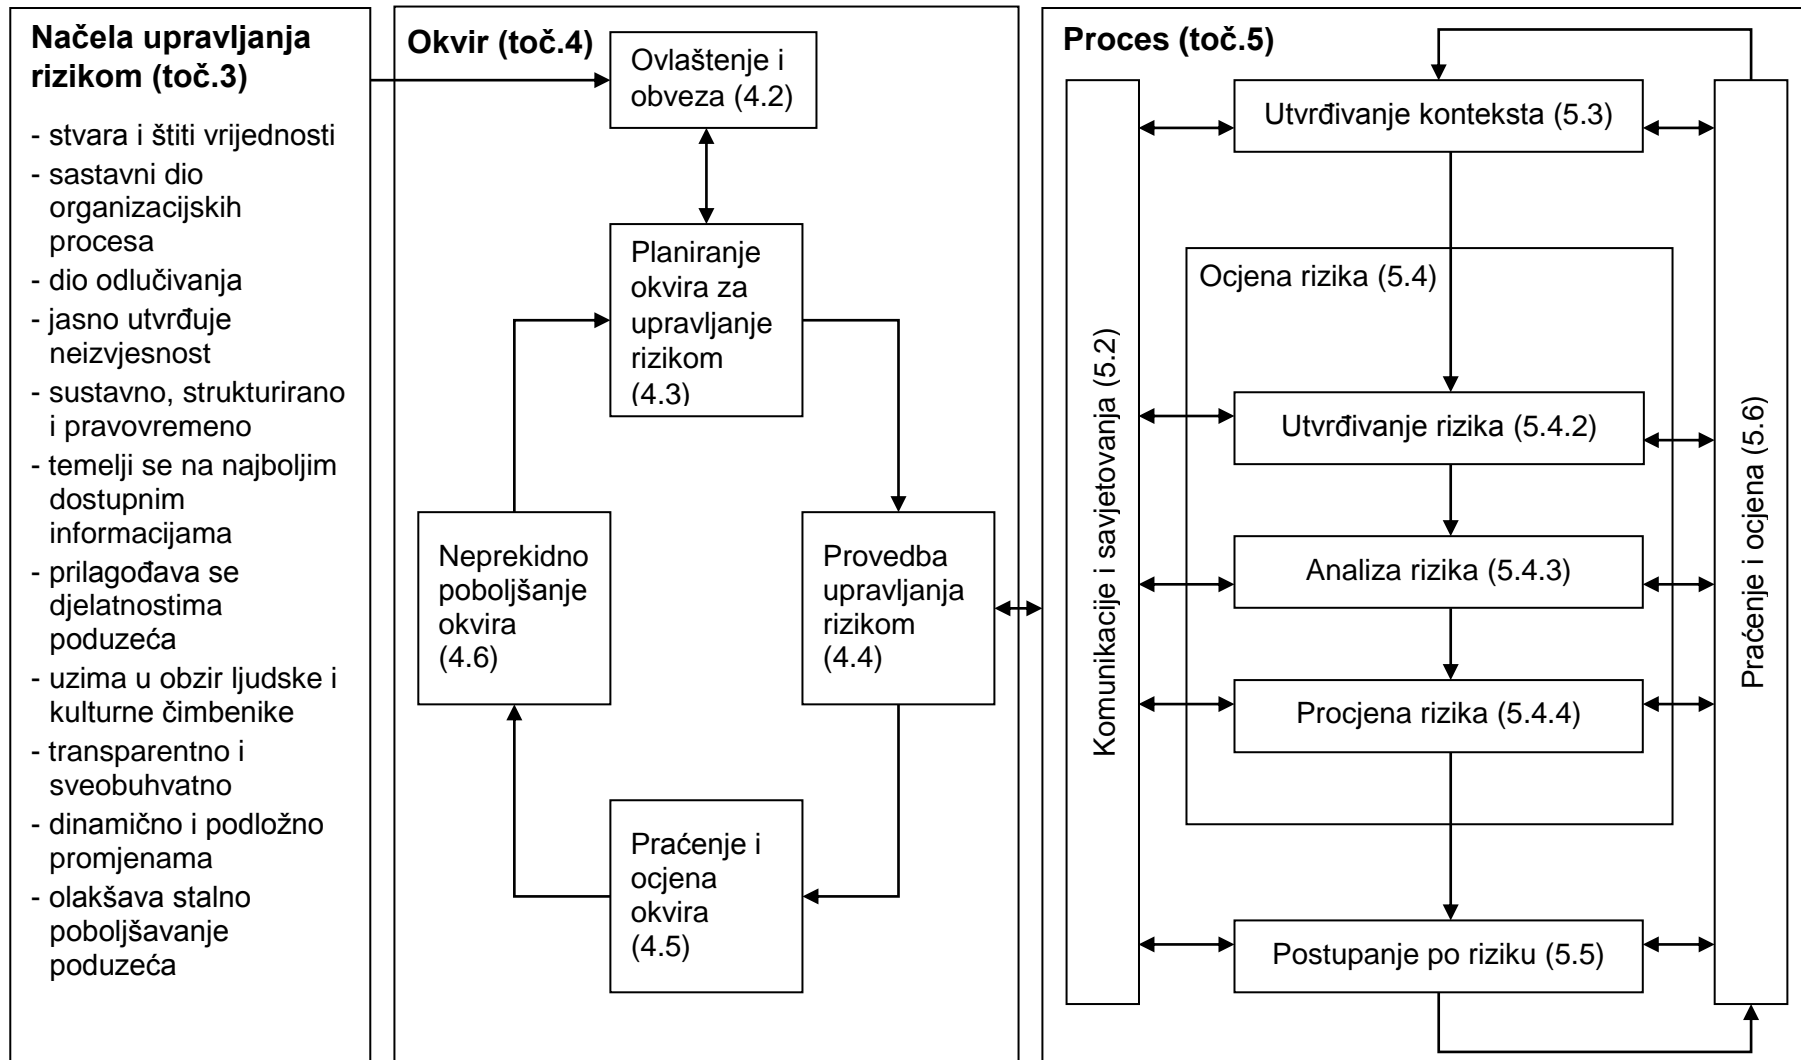 Načela upravljanja
rizikom (toč.3)
- stvara i štiti vrijednosti
- sastavni dio
organizacijskih
procesa
- dio odlučivanja
- jasno utvrđuje
neizvjesnost
- sustavno, strukturirano
i pravovremeno
- temelji se na najboljim
dostupnim
informacijama
- prilagođava se
djelatnostima
poduzeća
- uzima u obzir ljudske i
kulturne čimbenike
- transparentno i
sveobuhvatno
- dinamično i podložno
promjenama
- olakšava stalno
poboljšavanje
poduzeća
Okvir (toč.4)
Ovlaštenje i
obveza (4.2)
Planiranje
okvira za
upravljanje
rizikom
(4.3)
Neprekidno
poboljšanje
okvira
(4.6)
Provedba
upravljanja
rizikom
(4.4)
Praćenje i
ocjena
okvira
(4.5)
Proces (toč.5)
Komunikacije i savjetovanja (5.2)
Utvrđivanje konteksta (5.3)
Ocjena rizika (5.4)
Utvrđivanje rizika (5.4.2)
Analiza rizika (5.4.3)
Procjena rizika (5.4.4)
Postupanje po riziku (5.5)
Praćenje i ocjena (5.6)